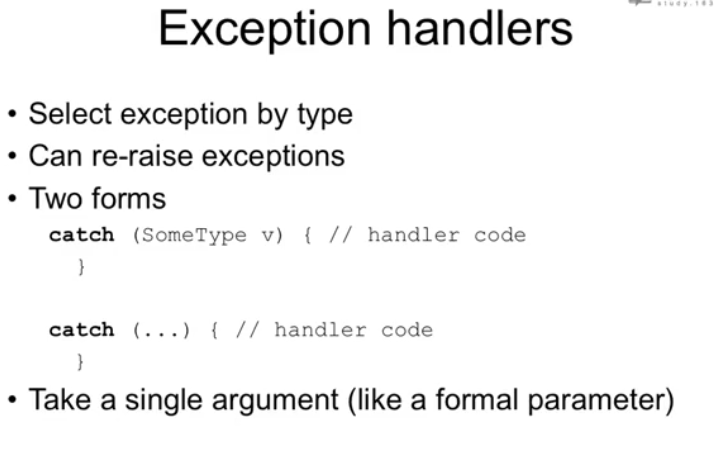 Exception handlers
• Select exception by type
• Can re-raise exceptions
• Two forms
catch (SomeType v) { // handler code
}
catch (...) { // handler code
}
• Take a single argument (like a formal parameter)